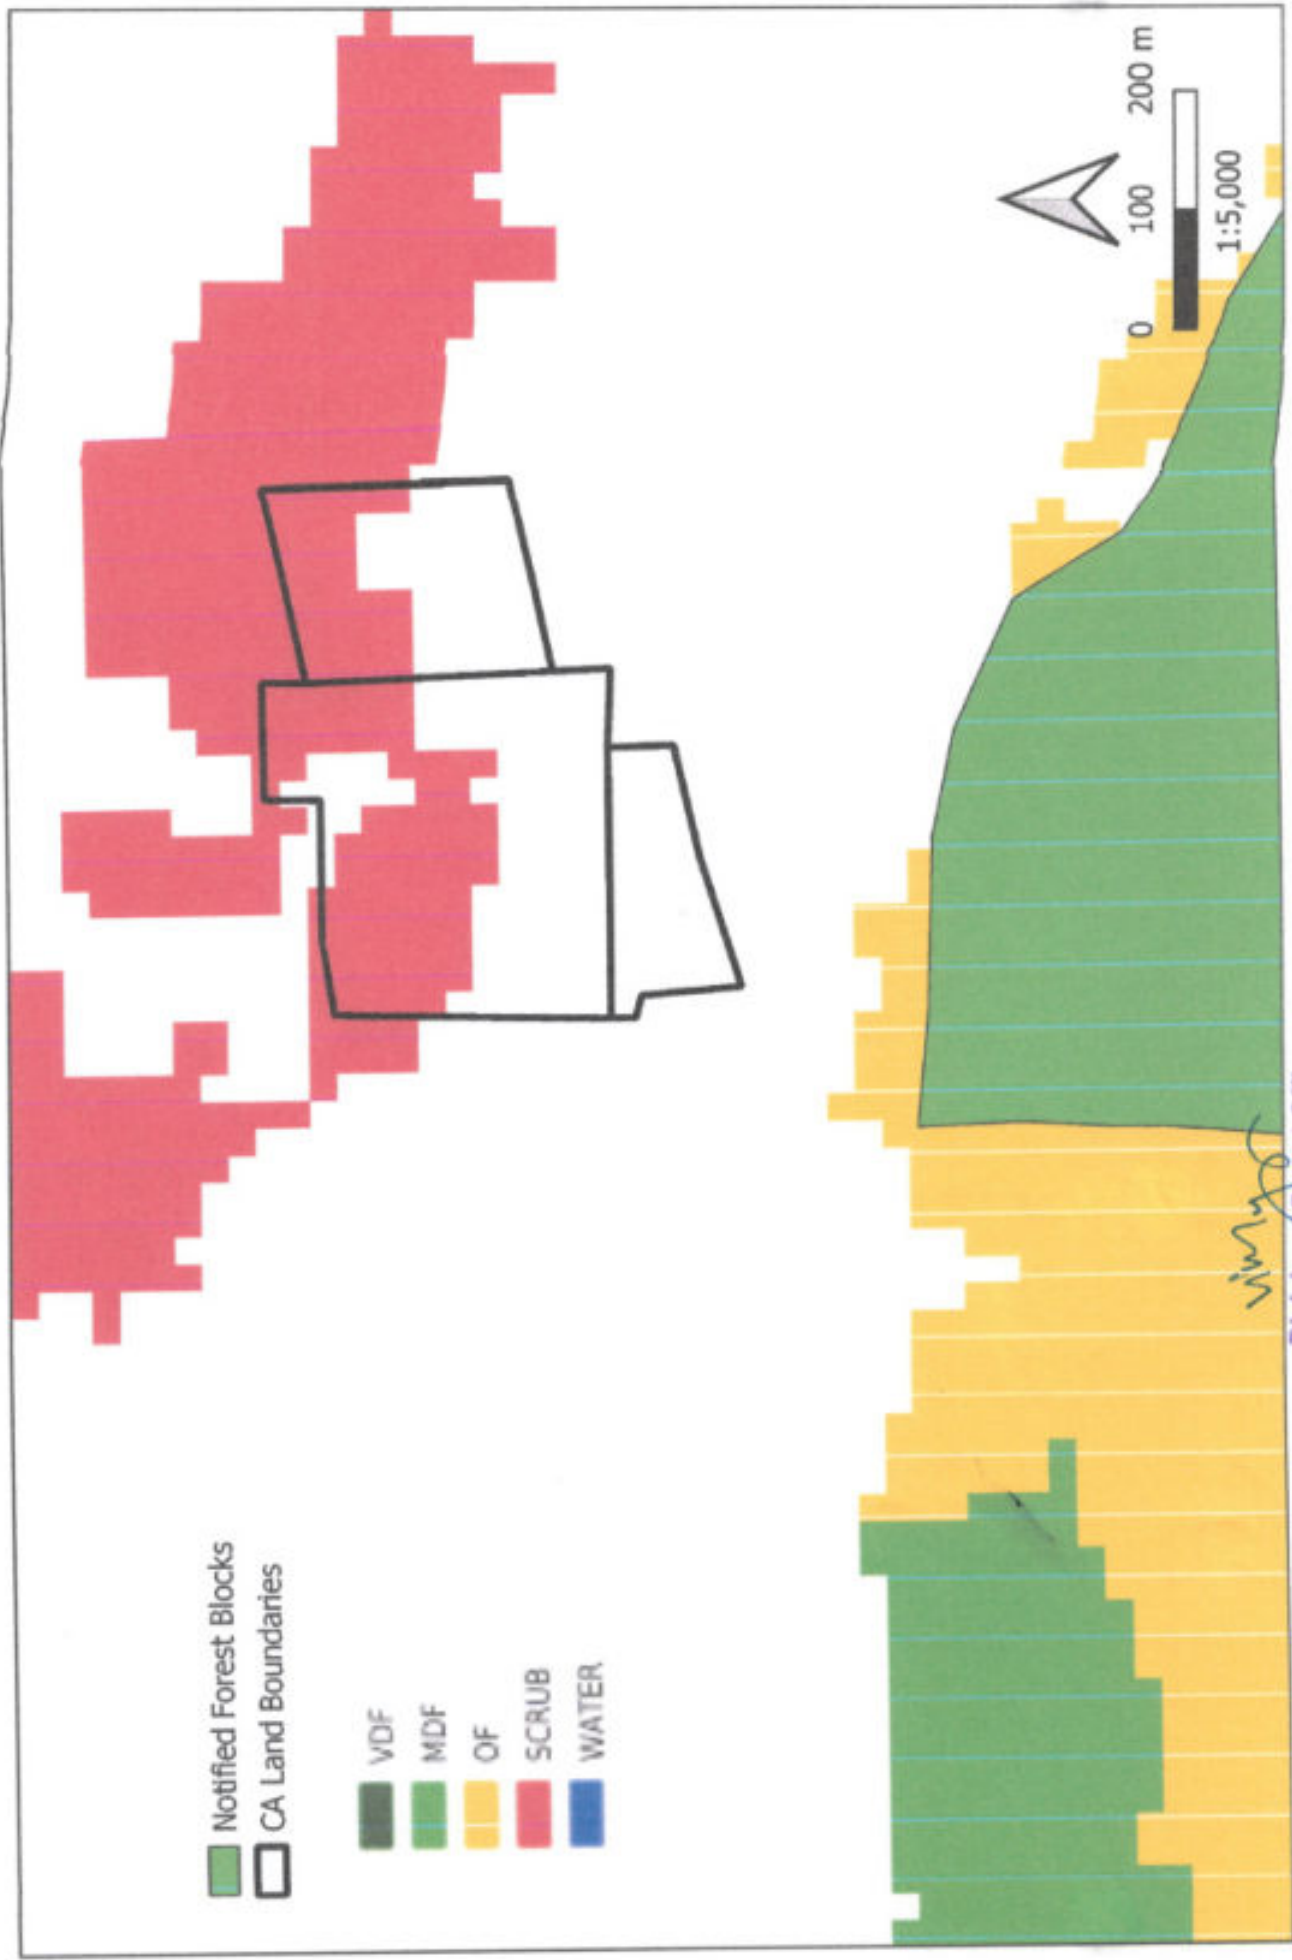 Notified Forest Blocks
CA Land Boundaries
VDF
MDF
OF
SCRUB
WATER
0 100 200 m
1:5,000